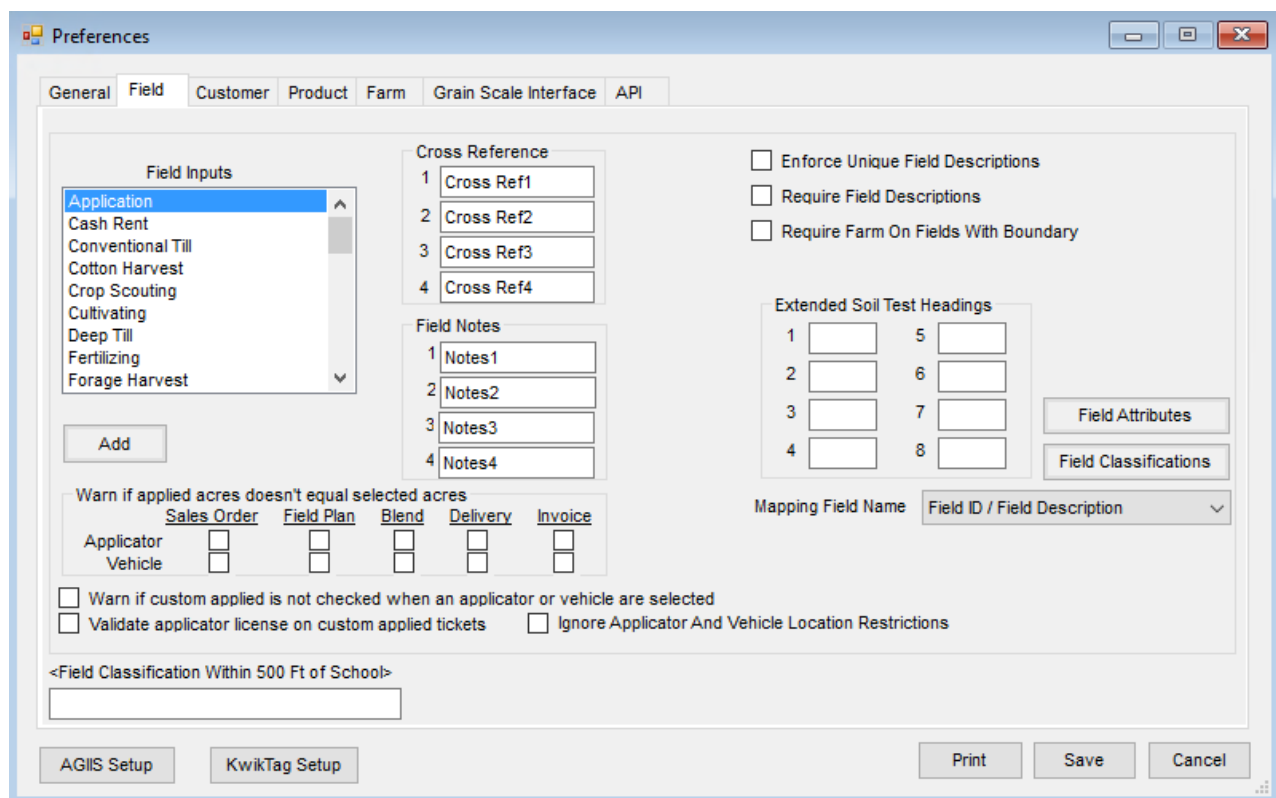 Preferences
General Field Customer Product Farm Grain Scale Interface API
Field Inputs
Application
Cash Rent
Conventional Till
Cotton Harvest
Crop Scouting
Cultivating
Deep Till
Fertilizing
Forage Harvest
Add
Cross Reference
1 Cross Ref1
2 Cross Ref2
3 Cross Ref3
4 Cross Ref4
Field Notes
1 Notes1
2 Notes2
3 Notes3
4 Notes4
Enforce Unique Field Descriptions
Require Field Descriptions
Require Farm On Fields With Boundary
Extended Soil Test Headings
1 5
2 6
3 7
4 8
Field Attributes
Field Classifications
Mapping Field Name Field ID / Field Description
Warn if applied acres doesn't equal selected acres
Sales Order Field Plan Blend Delivery Invoice
Applicator
Vehicle
Warn if custom applied is not checked when an applicator or vehicle are selected
Validate applicator license on custom applied tickets Ignore Applicator And Vehicle Location Restrictions
<Field Classification Within 500 Ft of School>
AGIIS Setup KwikTag Setup Print Save Cancel